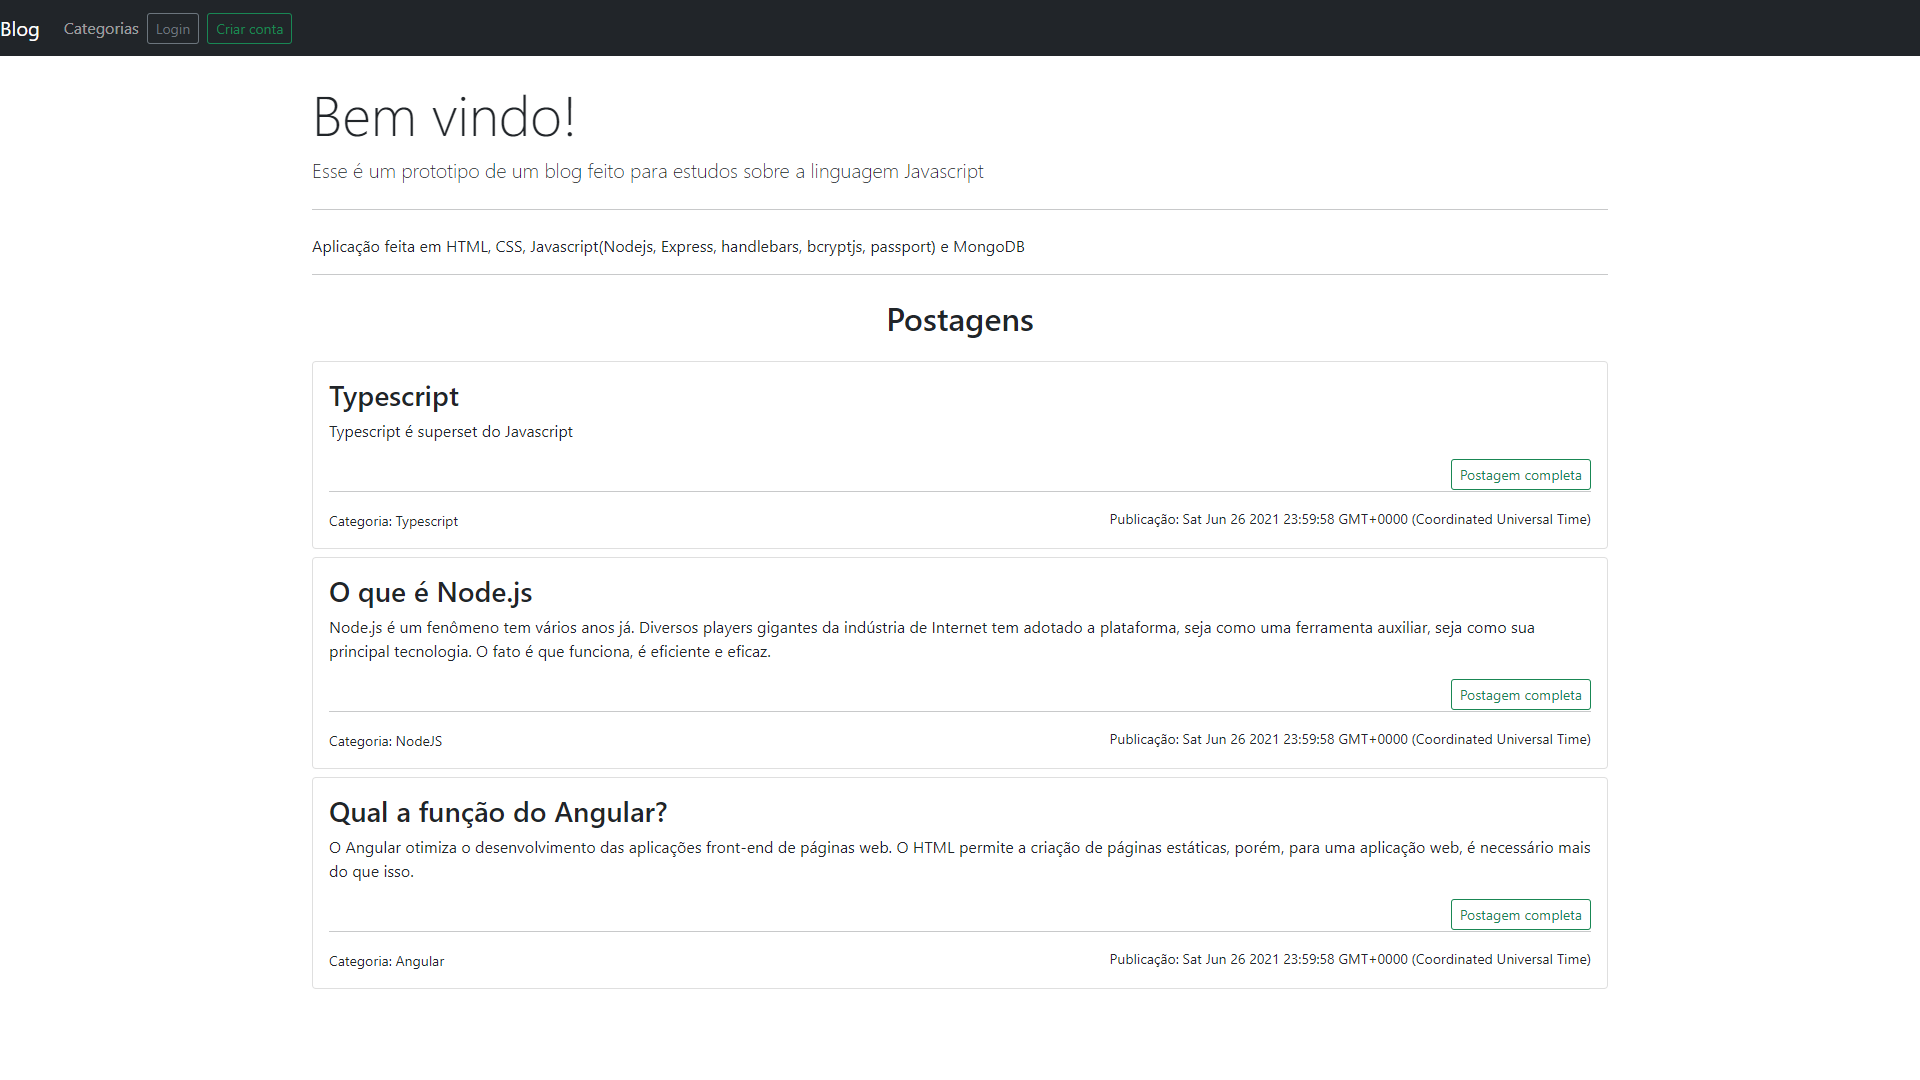 Blog Categorias Login Criar conta
Bem vindo!
Esse é um prototipo de um blog feito para estudos sobre a linguagem Javascript
Aplicação feita em HTML, CSS, Javascript(Nodejs, Express, handlebars, bcryptjs, passport) e MongoDB
Postagens
Typescript
Typescript é superset do Javascript
Postagem completa
Categoria: Typescript Publicação: Sat Jun 26 2021 23:59:58 GMT+0000 (Coordinated Universal Time)
O que é Node.js
Node.js é um fenômeno tem vários anos já. Diversos players gigantes da indústria de Internet tem adotado a plataforma, seja como uma ferramenta auxiliar, seja como sua
principal tecnologia. O fato é que funciona, é eficiente e eficaz.
Postagem completa
Categoria: NodeJS Publicação: Sat Jun 26 2021 23:59:58 GMT+0000 (Coordinated Universal Time)
Qual a função do Angular?
O Angular otimiza o desenvolvimento das aplicações front-end de páginas web. O HTML permite a criação de páginas estáticas, porém, para uma aplicação web, é necessário mais
do que isso.
Postagem completa
Categoria: Angular Publicação: Sat Jun 26 2021 23:59:58 GMT+0000 (Coordinated Universal Time)